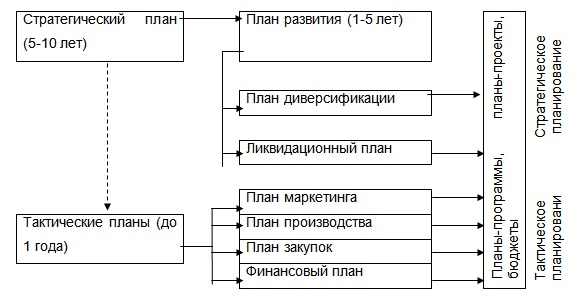 Стратегический план
(5-10 лет)
План развития (1-5 лет)
План диверсификации
Ликвидационный план
Тактические планы (до
1 года)
План маркетинга
План производства
План закупок
Финансовый план
планы-проекты,
Планы-программы,
бюджеты
Стратегическое
планирование
Тактическое
планировани